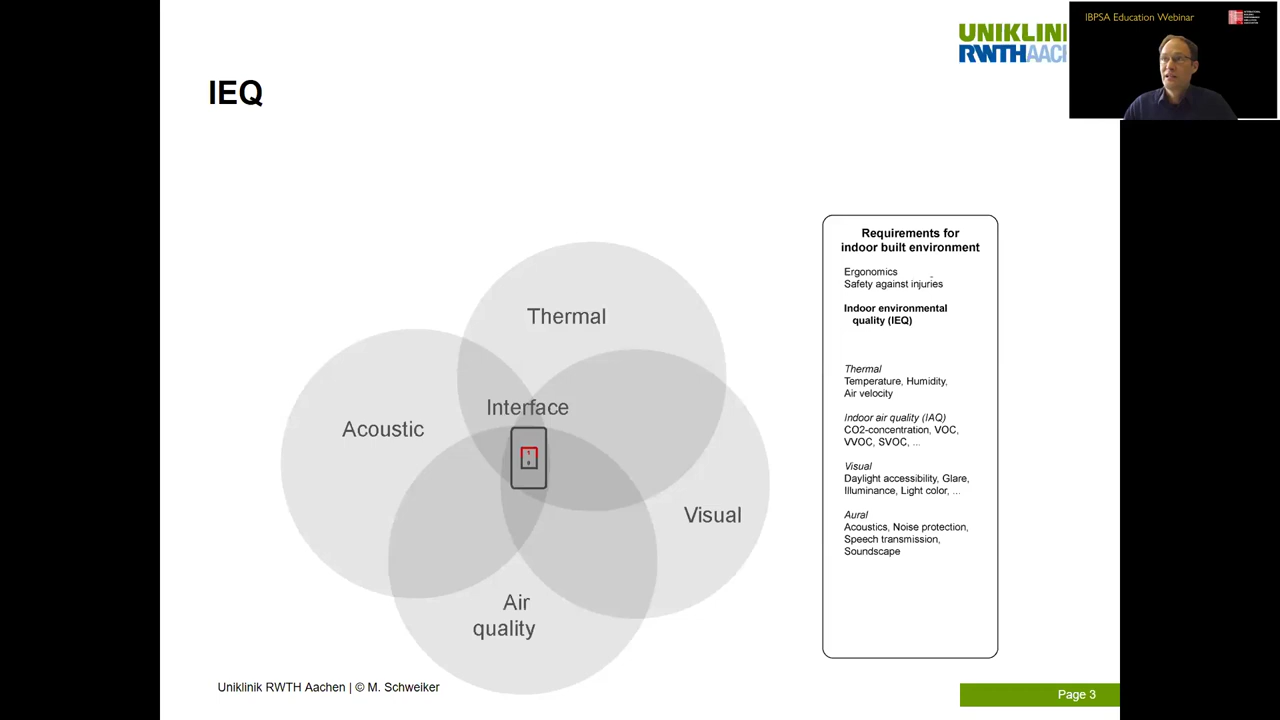 IBPSA Education Webinar
UNIKLINI
RWTHAACH
IEQ
Thermal
Interface
Acoustic
Visual
Air
quality
Requirements for
indoor built environment
Ergonomics
Safety against injuries
Indoor environmental
quality (IEQ)
Thermal
Temperature, Humidity,
Air velocity
Indoor air quality (IAQ)
CO2-concentration, VOC,
VVOC, SVOC, ...
Visual
Daylight accessibility, Glare,
Illuminance, Light color, ...
Aural
Acoustics, Noise protection,
Speech transmission,
Soundscape
Uniklinik RWTH Aachen | © M. Schweiker
Page 3